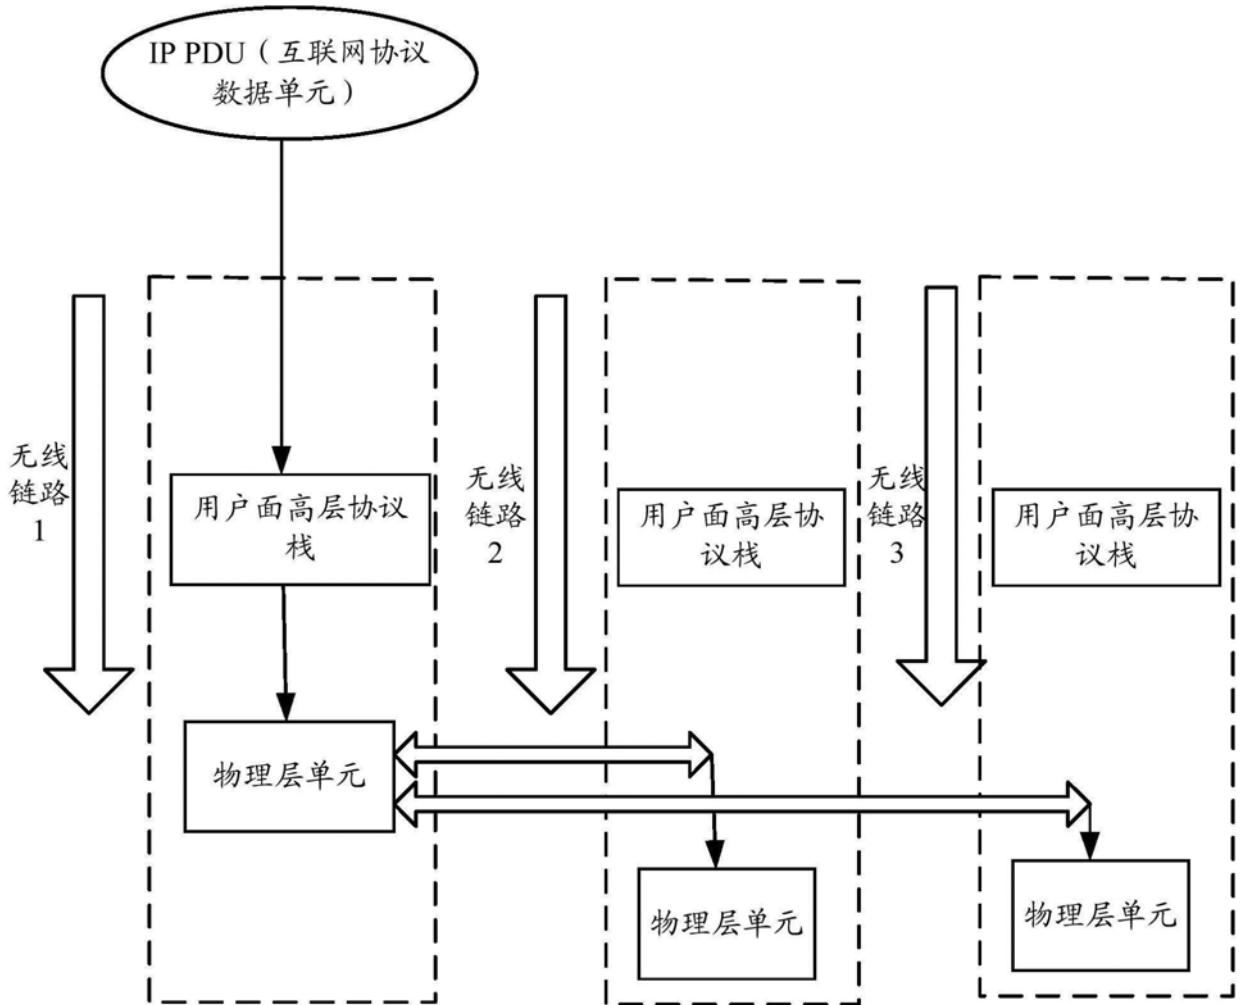 IP PDU（互联网协议
数据单元）
无线
链路
1
用户面高层协议
栈
物理层单元
无线
链路
2
用户面高层协
议栈
物理层单元
无线
链路
3
用户面高层协
议栈
物理层单元